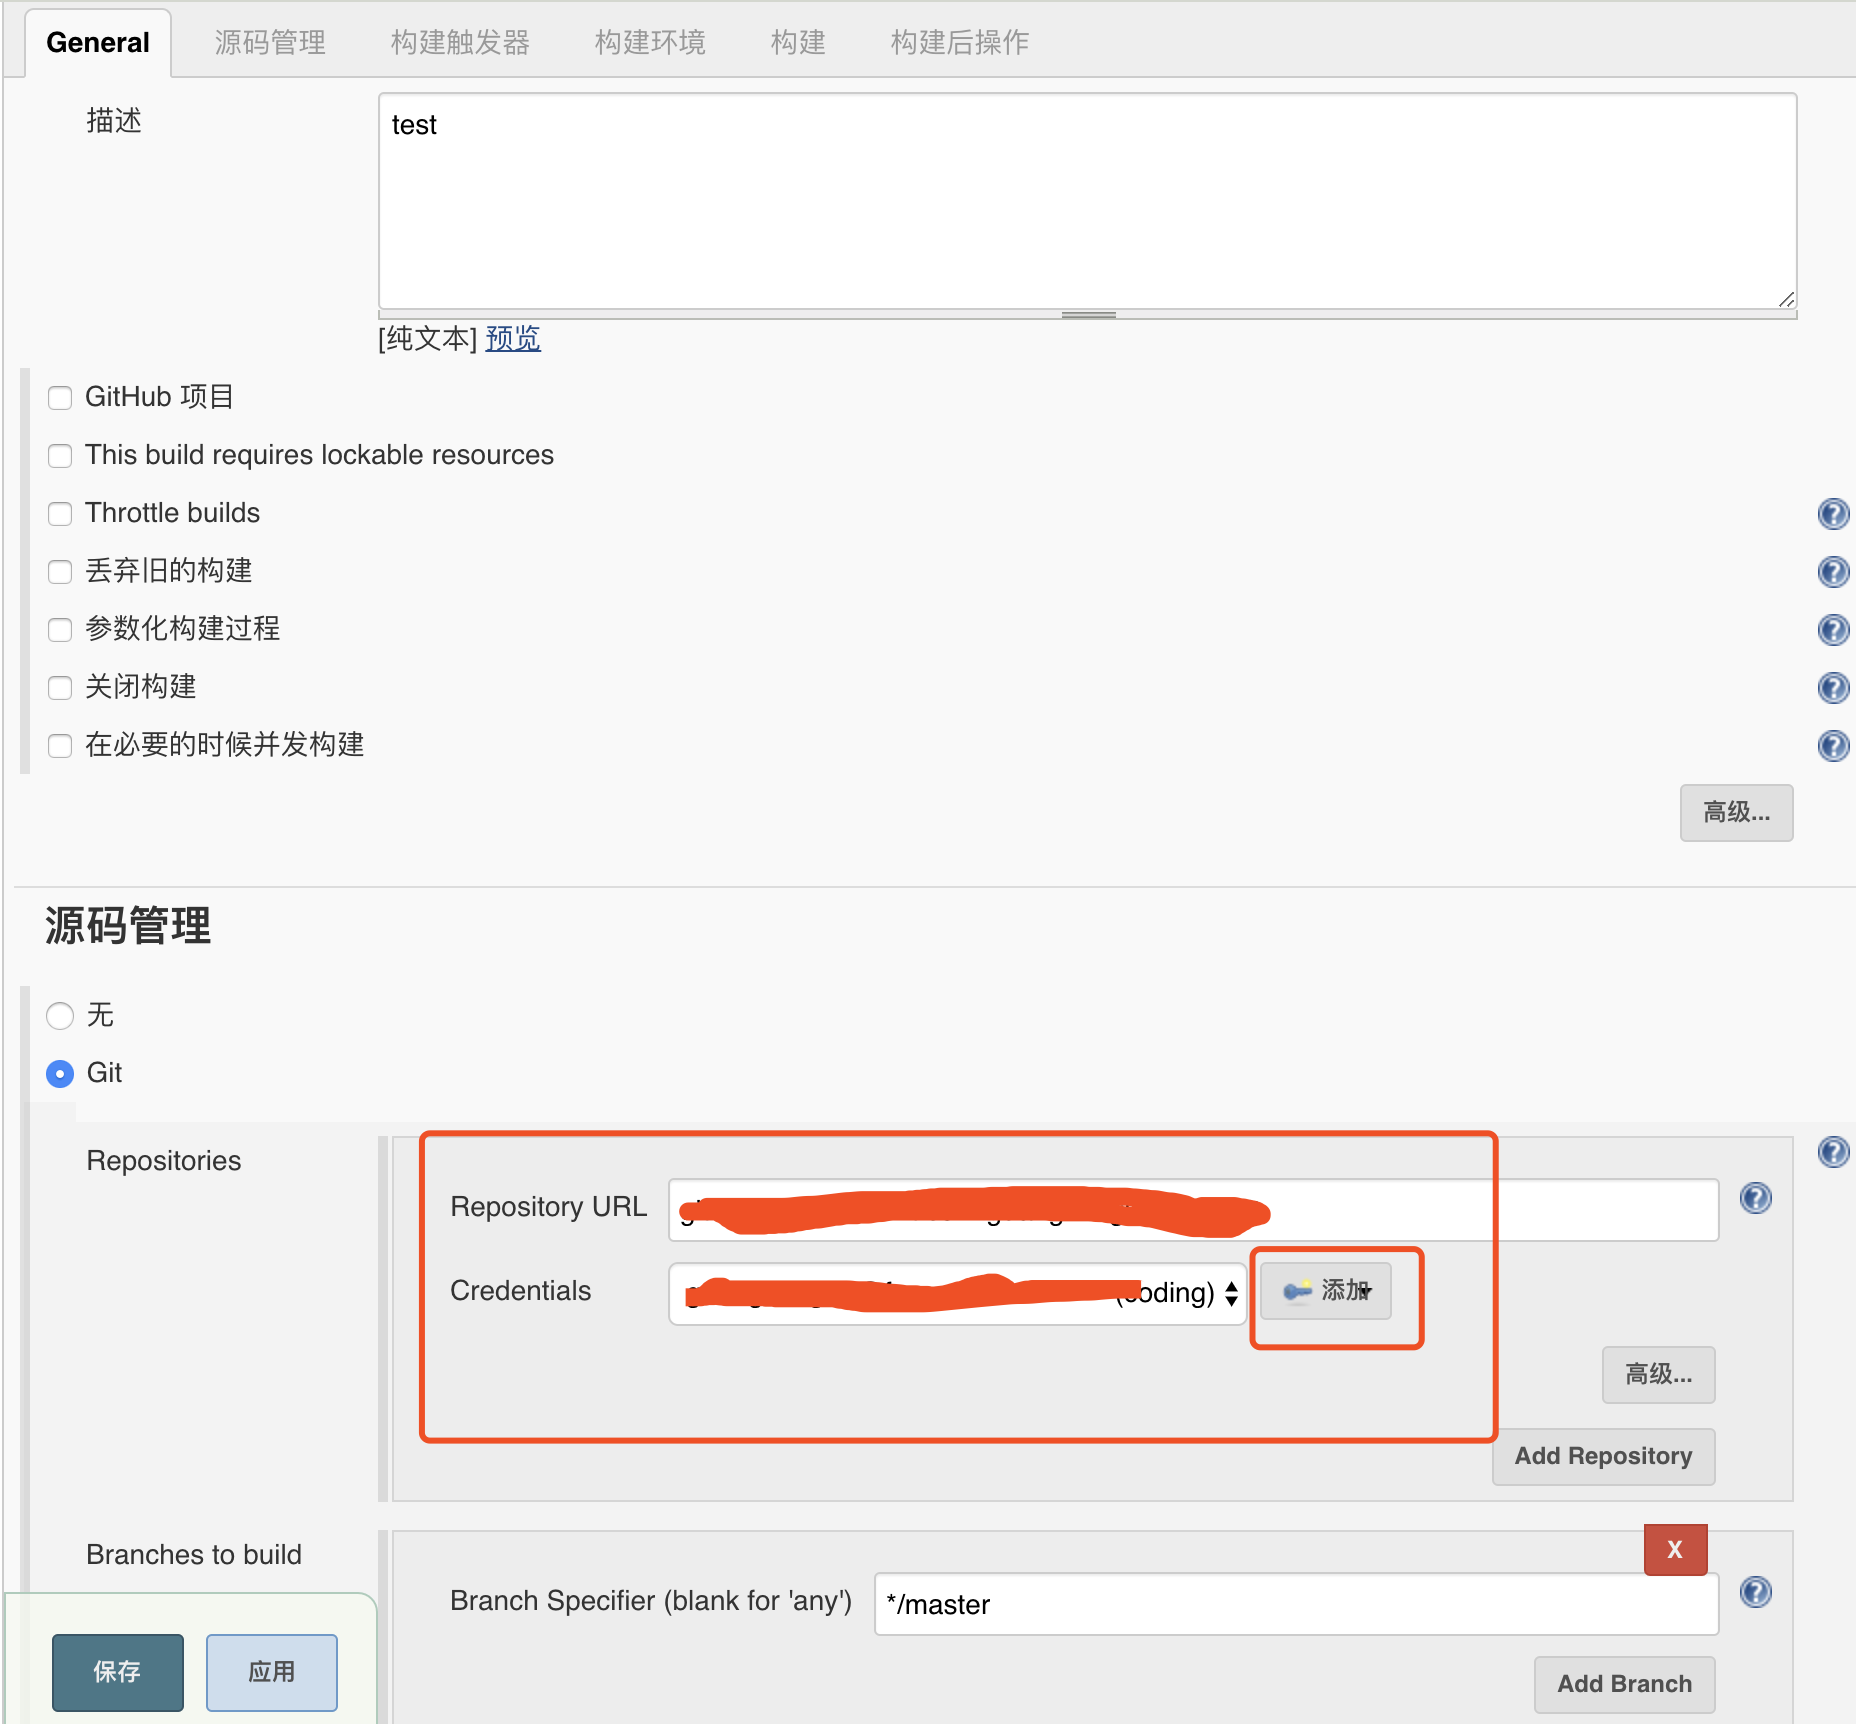 General 源码管理 构建触发器 构建环境 构建 构建后操作
描述
test
[纯文本] 预览
GitHub 项目
This build requires lockable resources
Throttle builds
丢弃旧的构建
参数化构建过程
关闭构建
在必要的时候并发构建
高级...
源码管理
无
Git
Repositories
Repository URL
Credentials (coding) 添加
高级...
Add Repository
Branches to build
X
Branch Specifier (blank for 'any') */master
保存 应用
Add Branch